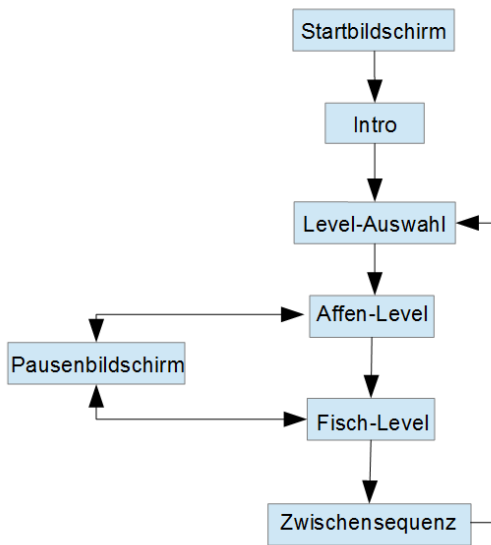 Startbildschirm
Intro
Level-Auswahl
Affen-Level
Pausenbildschirm
Fisch-Level
Zwischensequenz